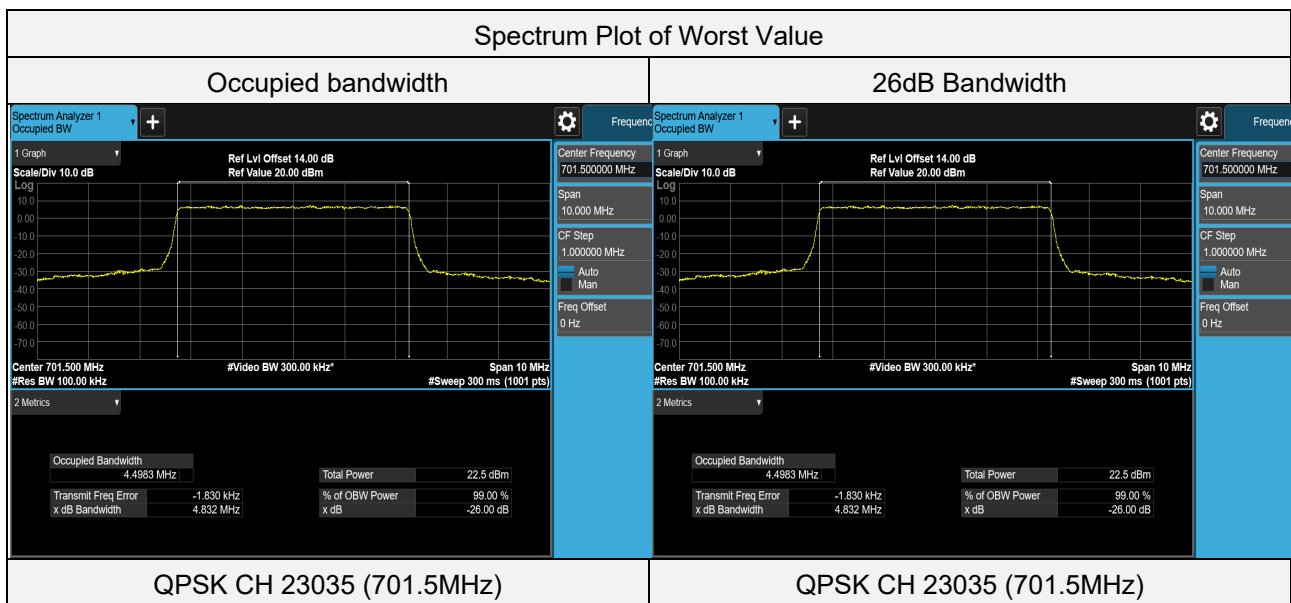 Spectrum Plot of Worst Value
Occupied bandwidth
26dB Bandwidth
Spectrum Analyzer 1
Occupied BW
+
Frequenc
1 Graph
Scale/Div 10.0 dB
Ref Lvl Offset 14.00 dB
Ref Value 20.00 dBm
Log
10.0
0.00
-10.0
-20.0
-30.0
-40.0
-50.0
-60.0
-70.0
Center 701.500 MHz
#Video BW 300.00 kHz*
Span 10 MHz
#Res BW 100.00 kHz
#Sweep 300 ms (1001 pts)
Center Frequency
701.500000 MHz
Span
10.000 MHz
CF Step
1.000000 MHz
Auto
Man
Freq Offset
0 Hz
2 Metrics
Occupied Bandwidth
4.4983 MHz
Total Power 22.5 dBm
Transmit Freq Error -1.830 kHz
% of OBW Power 99.00 %
x dB Bandwidth 4.832 MHz
x dB -26.00 dB
Spectrum Analyzer 1
Occupied BW
+
Frequen
1 Graph
Scale/Div 10.0 dB
Ref Lvl Offset 14.00 dB
Ref Value 20.00 dBm
Log
10.0
0.00
-10.0
-20.0
-30.0
-40.0
-50.0
-60.0
-70.0
Center 701.500 MHz
#Video BW 300.00 kHz*
Span 10 MHz
#Res BW 100.00 kHz
#Sweep 300 ms (1001 pts)
Center Frequency
701.500000 MHz
Span
10.000 MHz
CF Step
1.000000 MHz
Auto
Man
Freq Offset
0 Hz
2 Metrics
Occupied Bandwidth
4.4983 MHz
Total Power 22.5 dBm
Transmit Freq Error -1.830 kHz
% of OBW Power 99.00 %
x dB Bandwidth 4.832 MHz
x dB -26.00 dB
QPSK CH 23035 (701.5MHz)
QPSK CH 23035 (701.5MHz)